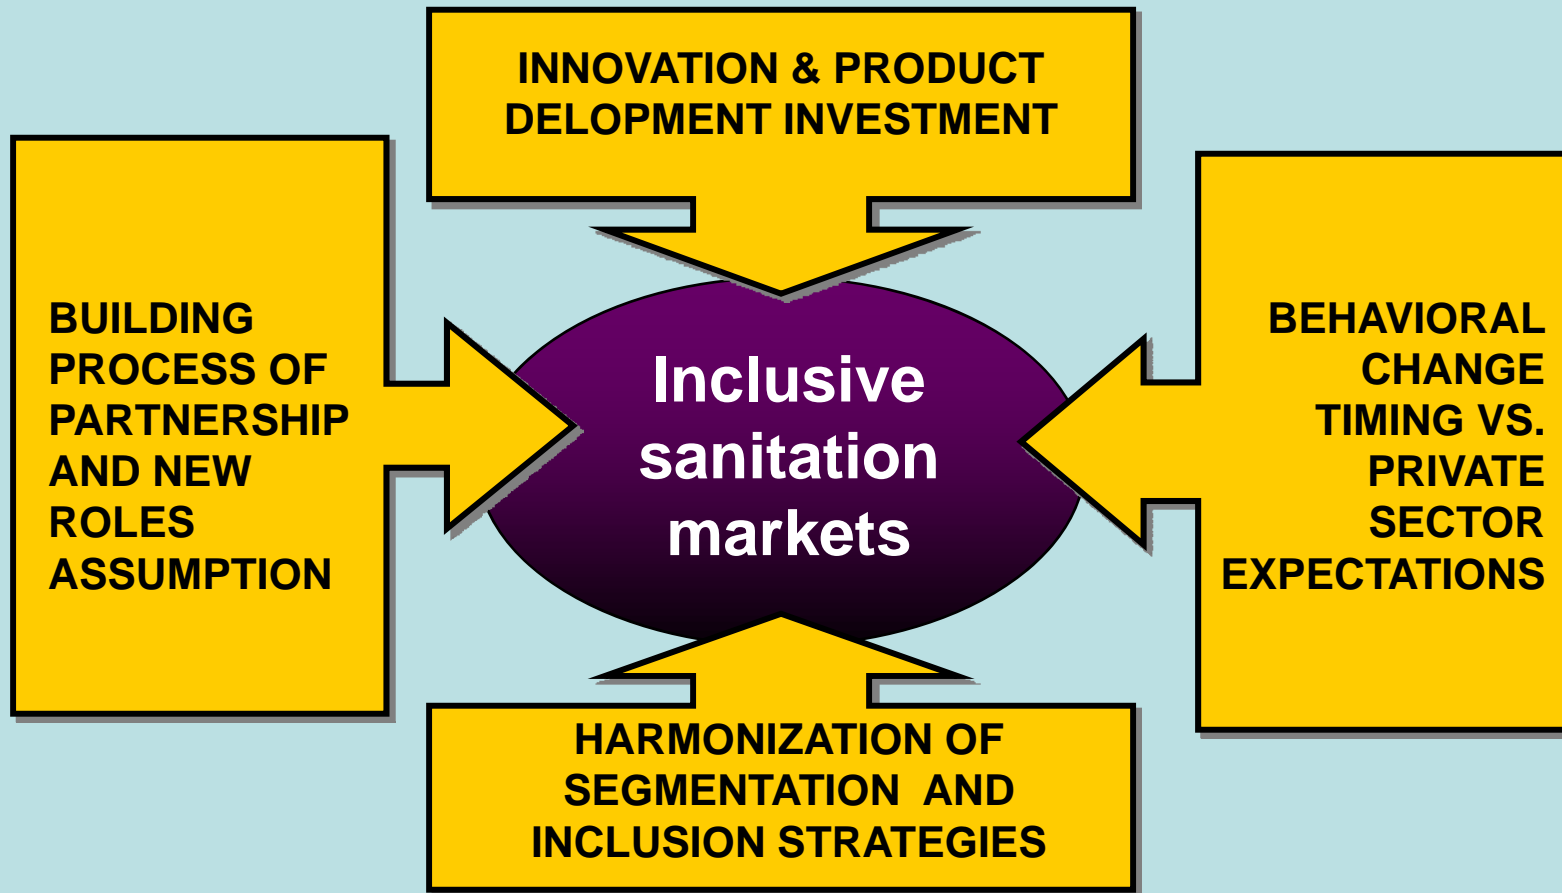 INNOVATION & PRODUCT
DELOPMENT INVESTMENT
BUILDING
PROCESS OF
PARTNERSHIP
AND NEW
ROLES
ASSUMPTION
Inclusive
sanitation
markets
BEHAVIORAL
CHANGE
TIMING VS.
PRIVATE
SECTOR
EXPECTATIONS
HARMONIZATION OF
SEGMENTATION  AND
INCLUSION STRATEGIES